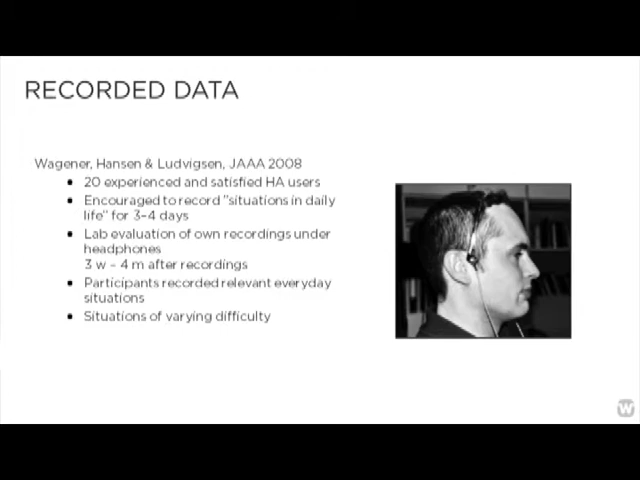 RECORDED DATA
Wagener, Hansen & Ludvigsen, JAAA 2008
• 20 experienced and satisfied HA users
• Encouraged to record "situations in daily
life" for 3–4 days
• Lab evaluation of own recordings under
headphones
3 w – 4 m after recordings
• Participants recorded relevant everyday
situations
• Situations of varying difficulty
W